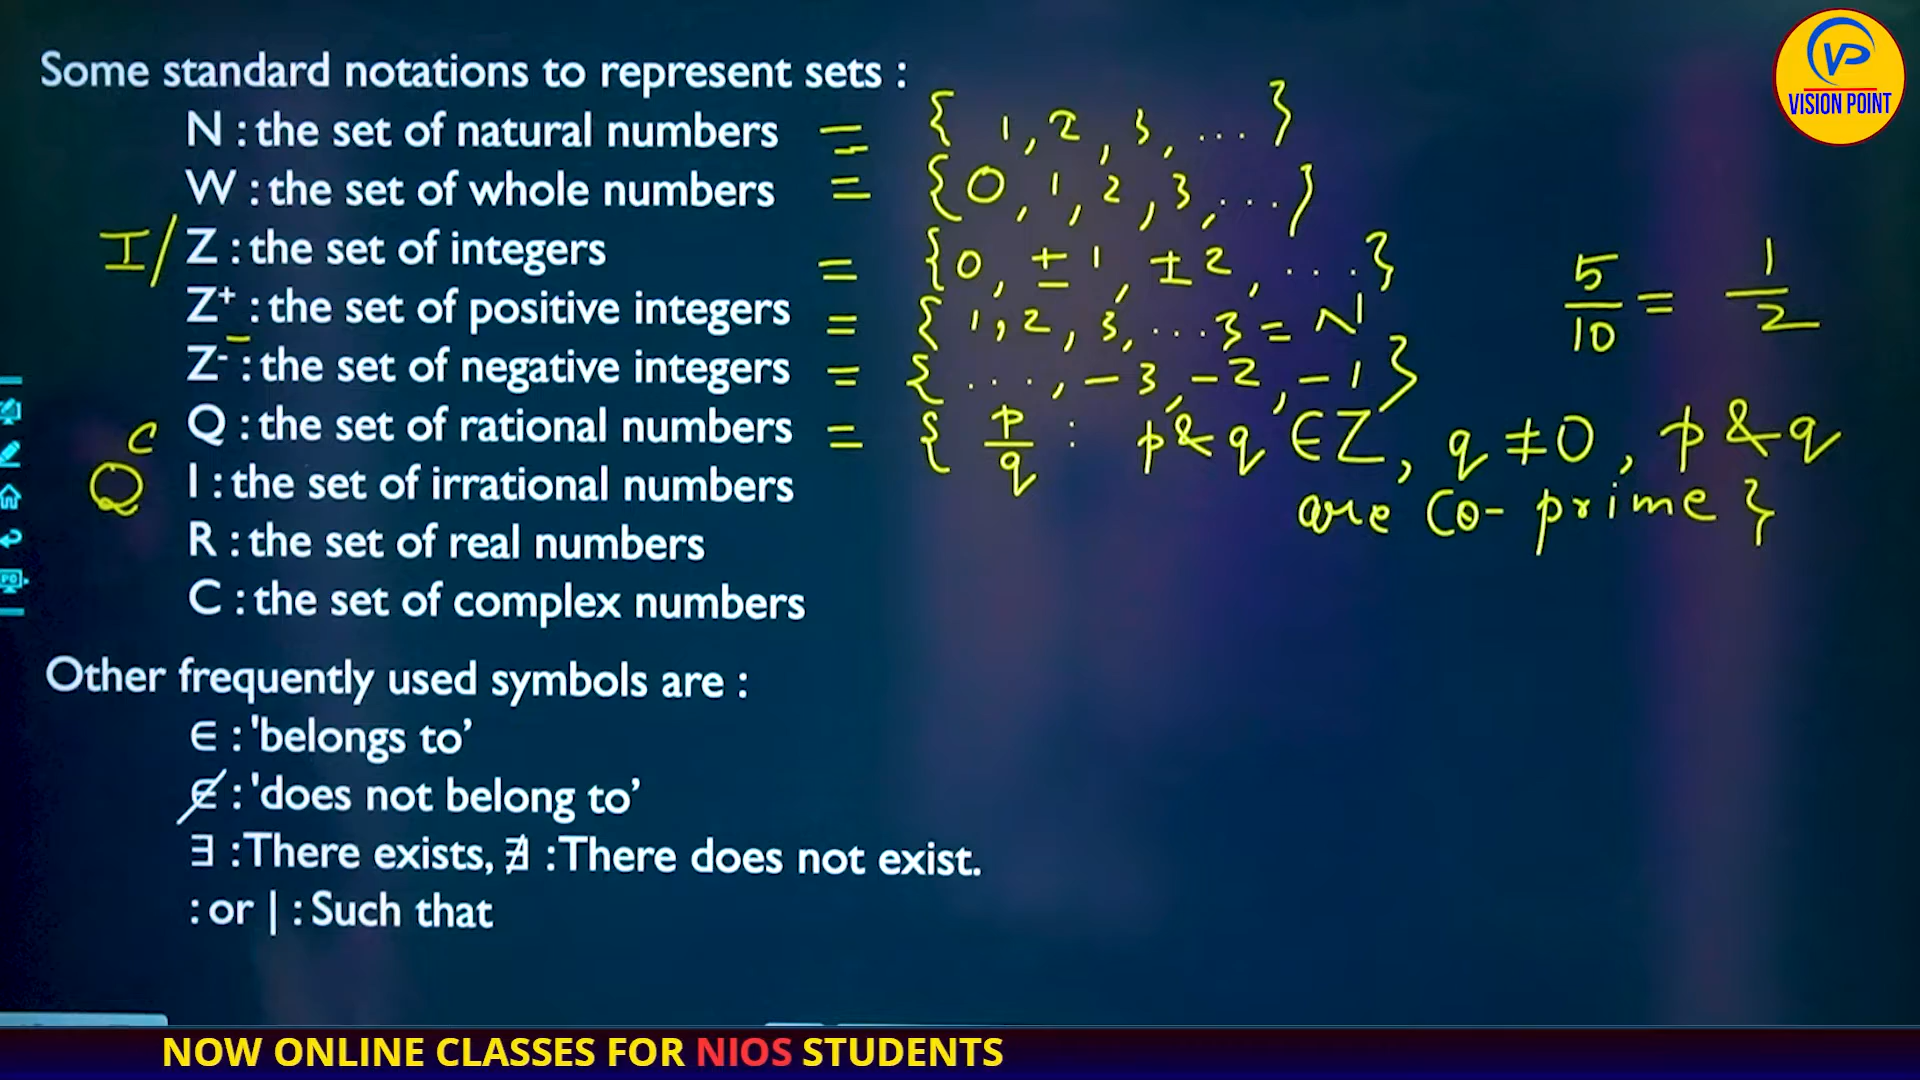 VP
VISION POINT
Some standard notations to represent sets :
N : the set of natural numbers = { 1, 2, 3, ... }
W : the set of whole numbers = { 0, 1, 2, 3, ... }
I/ Z : the set of integers = { 0, ± 1, ± 2, ... }
Z⁺ : the set of positive integers = { 1, 2, 3, ... } = N
Z⁻ : the set of negative integers = { ..., -3, -2, -1 }
Q : the set of rational numbers = { p/q : p & q ∈ Z, q ≠ 0, p & q
are co-prime }
5/10 = 1/2
Qᶜ I : the set of irrational numbers
R : the set of real numbers
C : the set of complex numbers
Other frequently used symbols are :
∈ : 'belongs to’
∉ : 'does not belong to’
∃ : There exists, ∄ : There does not exist.
: or | : Such that
NOW ONLINE CLASSES FOR NIOS STUDENTS